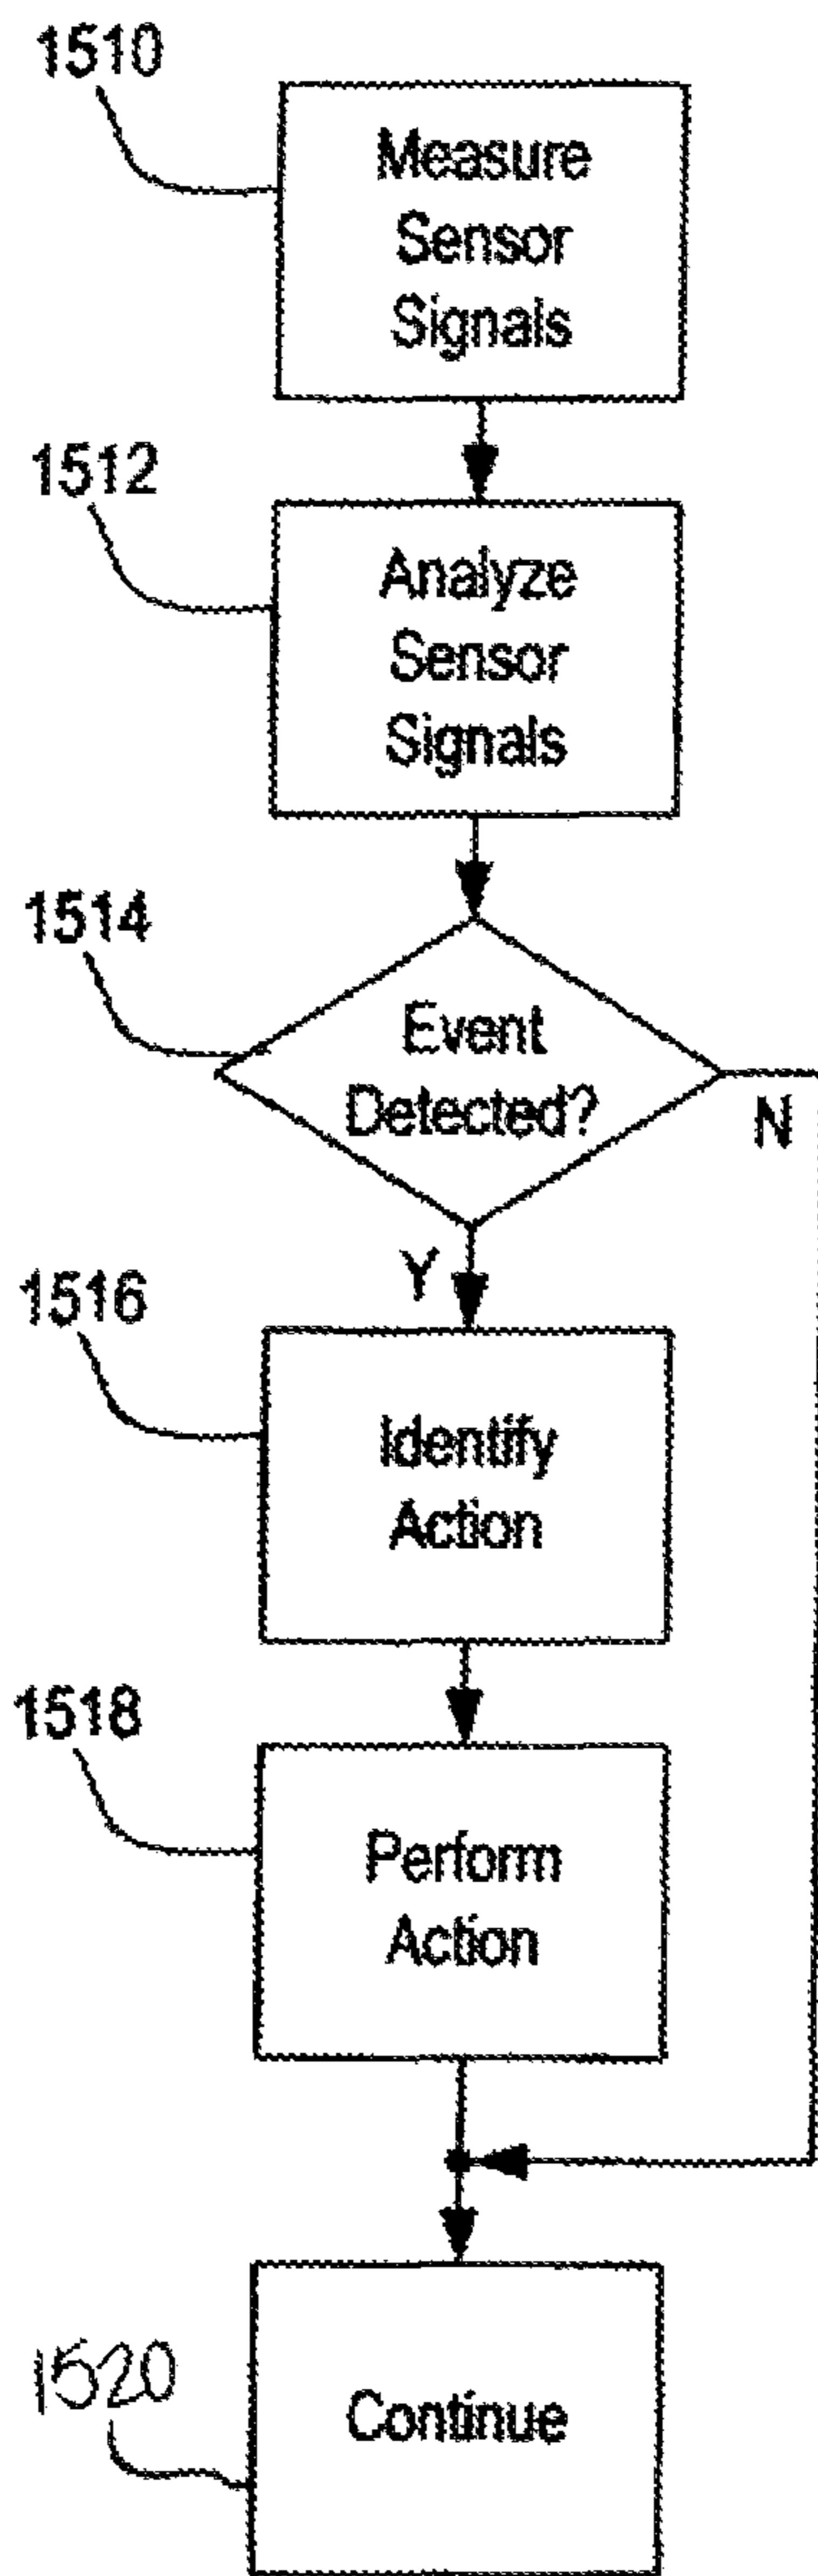 1510
Measure
Sensor
Signals
1512
Analyze
Sensor
Signals
1514
Event
Detected?
N
Y
1516
Identify
Action
1518
Perform
Action
1520
Continue